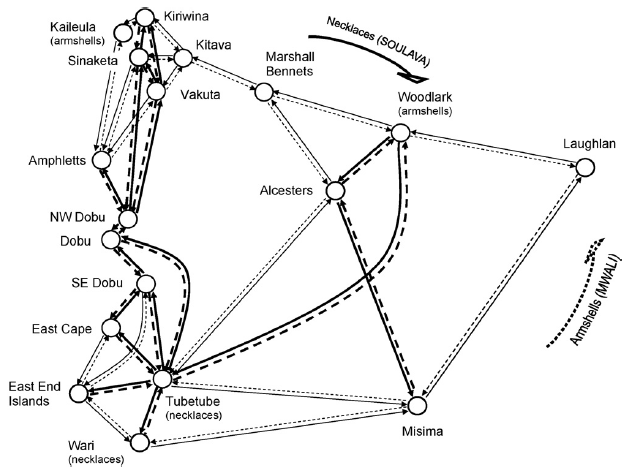 Kiriwina
Kaileula
(armshells)
Kitava
Sinaketa
Vakuta
Necklaces (SOULAVA)
Marshall
Bennets
Woodlark
(armshells)
Laughlan
Amphletts
Alcesters
NW Dobu
Dobu
SE Dobu
Armshells (MWALI)
East Cape
East End
Islands
Tubetube
(necklaces)
Misima
Wari
(necklaces)